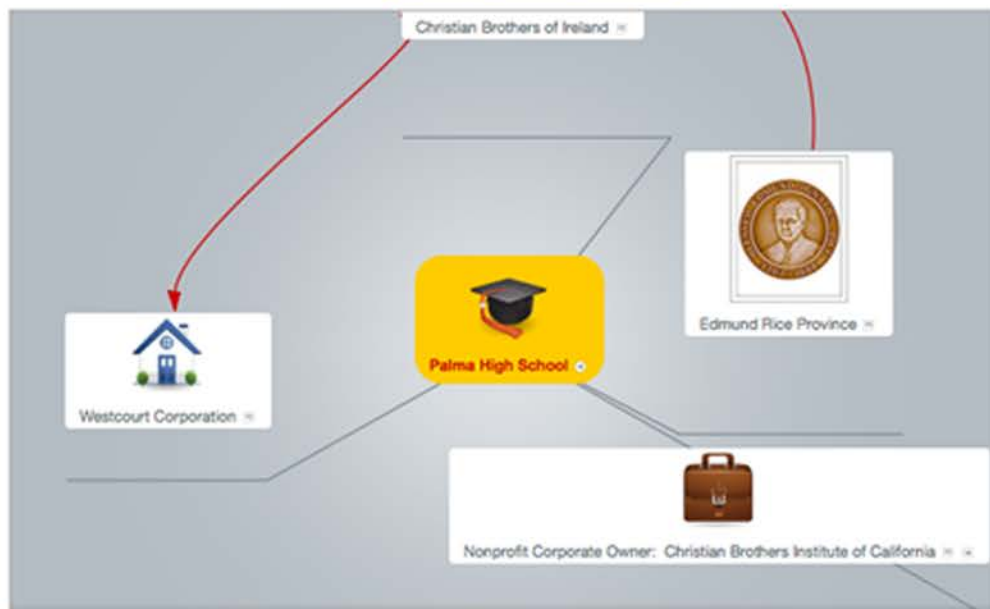 Christian Brothers of Ireland
Edmund Rice Province
Palma High School
Westcourt Corporation
Nonprofit Corporate Owner: Christian Brothers Institute of California